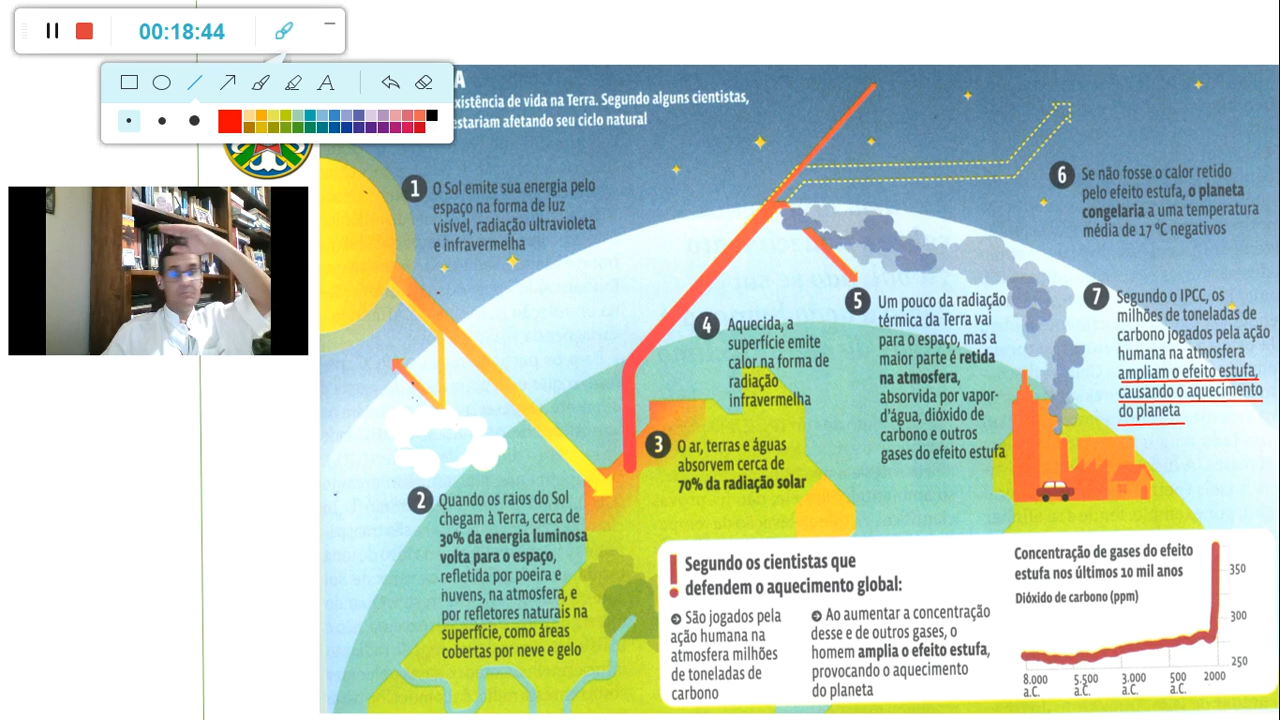 00:18:44
A
A
xistência de vida na Terra. Segundo alguns cientistas,
estariam afetando seu ciclo natural
1
O Sol emite sua energia pelo
espaço na forma de luz
visível, radiação ultravioleta
e infravermelha
2
Quando os raios do Sol
chegam à Terra, cerca de
30% da energia luminosa
volta para o espaço,
refletida por poeira e
nuvens, na atmosfera, e
por refletores naturais na
superfície, como áreas
cobertas por neve e gelo
3
O ar, terras e águas
absorvem cerca de
70% da radiação solar
4
Aquecida, a
superfície emite
calor na forma de
radiação
infravermelha
5
Um pouco da radiação
térmica da Terra vai
para o espaço, mas a
maior parte é retida
na atmosfera,
absorvida por vapor-
d'água, dióxido de
carbono e outros
gases do efeito estufa
6
Se não fosse o calor retido
pelo efeito estufa, o planeta
congelaria a uma temperatura
média de 17 ºC negativos
7
Segundo o IPCC, os
milhões de toneladas de
carbono jogados pela ação
humana na atmosfera
ampliam o efeito estufa,
causando o aquecimento
do planeta
! Segundo os cientistas que
defendem o aquecimento global:
São jogados pela
ação humana na
atmosfera milhões
de toneladas de
carbono
Ao aumentar a concentração
desse e de outros gases, o
homem amplia o efeito estufa,
provocando o aquecimento
do planeta
Concentração de gases do efeito
estufa nos últimos 10 mil anos
Dióxido de carbono (ppm)
350
300
250
8.000 a.C.
5.500 a.C.
3.000 a.C.
500 a.C.
2000